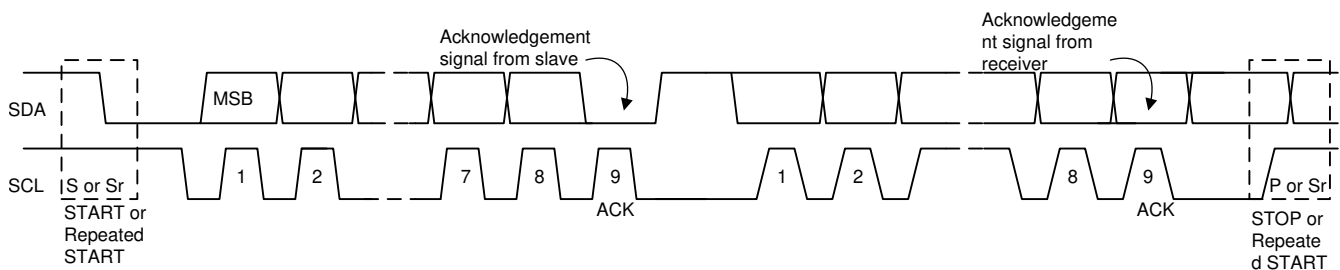 Acknowledgement
signal from slave
Acknowledgeme
nt signal from
receiver
SDA
MSB
SCL
S or Sr
1
2
7
8
9
1
2
8
9
P or Sr
START or
Repeated
START
ACK
ACK
STOP or
Repeate
d START